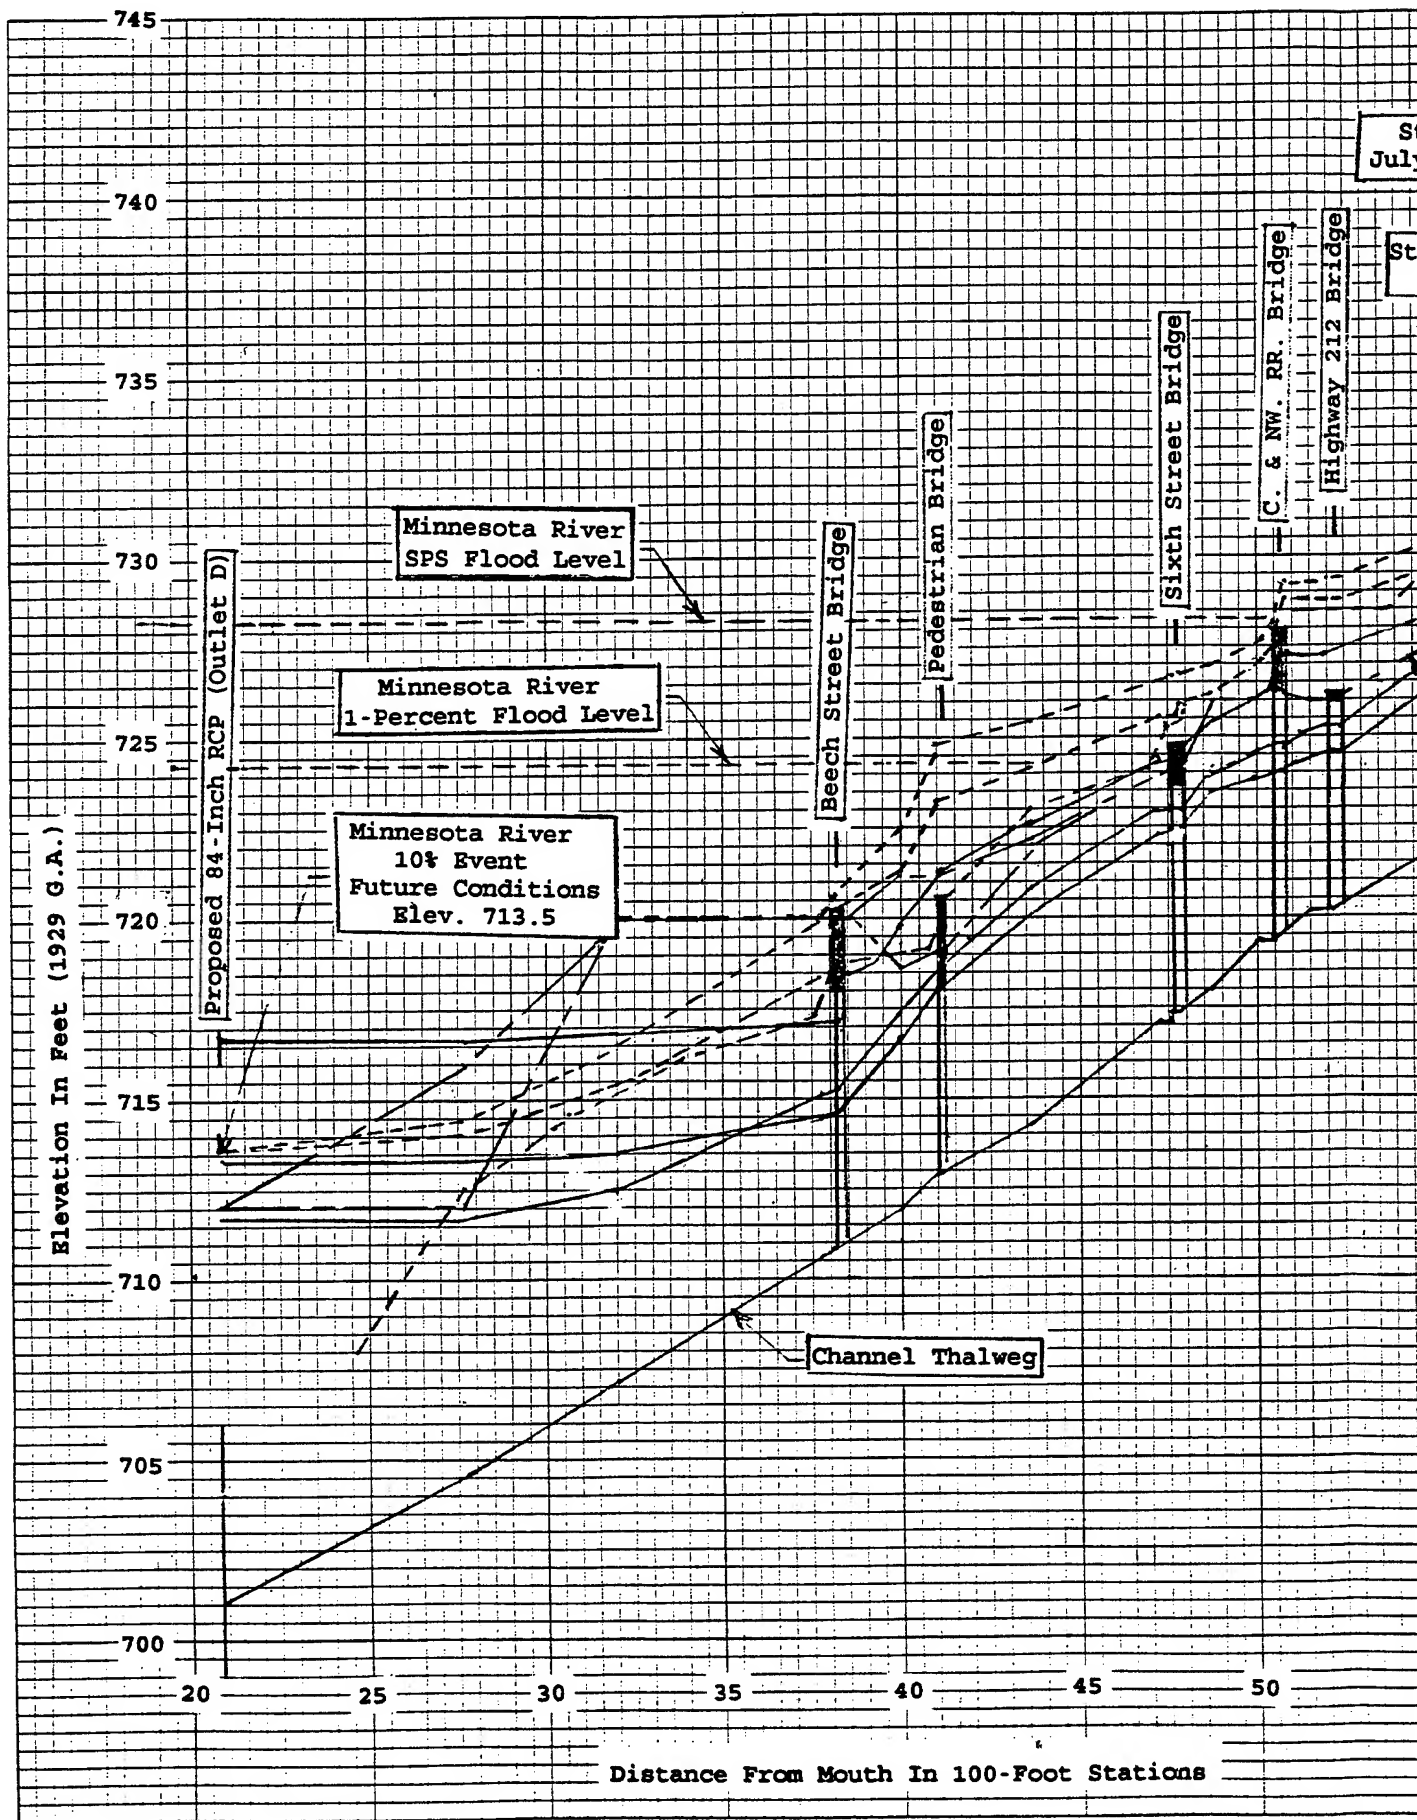 745
740
735
730
725
720
715
710
705
700
Elevation In Feet (1929 G.A.)
St
July
St
Proposed 84-Inch RCP (Outlet D)
Minnesota River
SPS Flood Level
Minnesota River
1-Percent Flood Level
Minnesota River
10% Event
Future Conditions
Elev. 713.5
Beech Street Bridge
Pedestrian Bridge
Sixth Street Bridge
C. & NW. RR. Bridge
Highway 212 Bridge
Channel Thalweg
20 25 30 35 40 45 50
Distance From Mouth In 100-Foot Stations